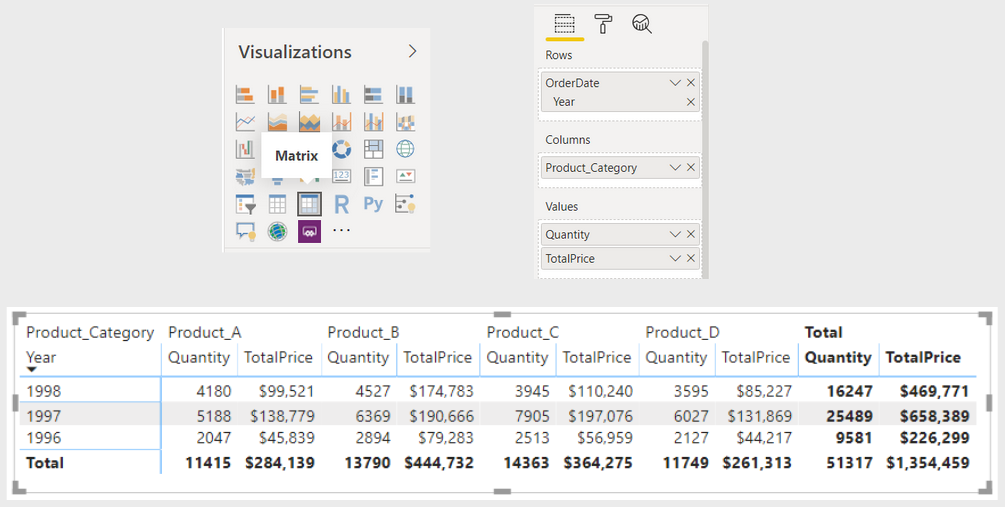 Visualizations
Matrix
123
R
Py
Rows
OrderDate
Year
Columns
Product_Category
Values
Quantity
TotalPrice
Product_Category Product_A Product_B Product_C Product_D Total
Year Quantity TotalPrice Quantity TotalPrice Quantity TotalPrice Quantity TotalPrice Quantity TotalPrice
1998 4180 $99,521 4527 $174,783 3945 $110,240 3595 $85,227 16247 $469,771
1997 5188 $138,779 6369 $190,666 7905 $197,076 6027 $131,869 25489 $658,389
1996 2047 $45,839 2894 $79,283 2513 $56,959 2127 $44,217 9581 $226,299
Total 11415 $284,139 13790 $444,732 14363 $364,275 11749 $261,313 51317 $1,354,459